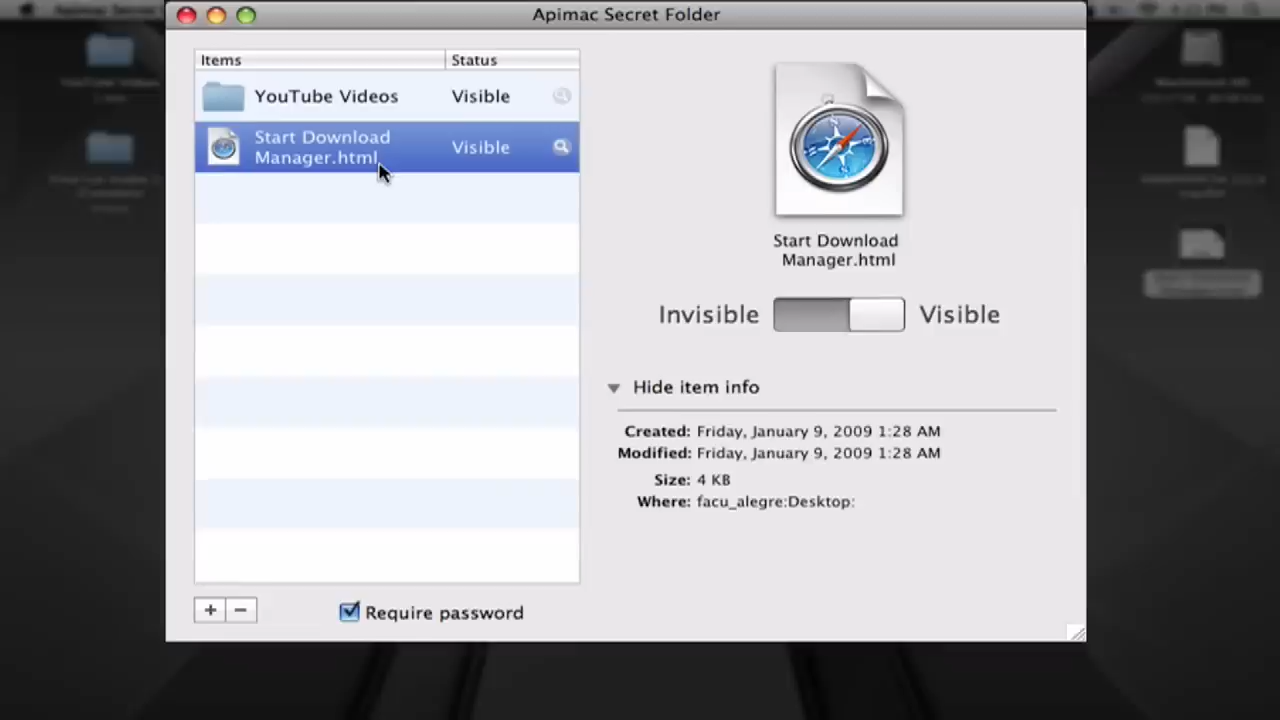 Apimac Secret Folder
Items Status
YouTube Videos Visible
Start Download
Manager.html
Visible
Start Download
Manager.html
Invisible Visible
Hide item info
Created: Friday, January 9, 2009 1:28 AM
Modified: Friday, January 9, 2009 1:28 AM
Size: 4 KB
Where: facu_alegre:Desktop:
+ − Require password